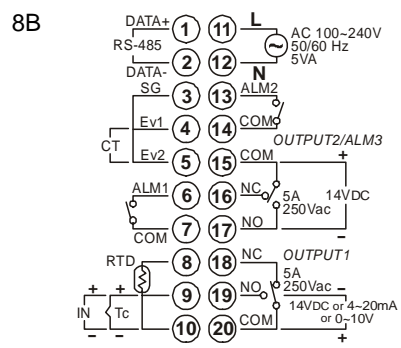 8B
DATA+
RS-485
DATA-
SG
Ev1
CT
Ev2
ALM1
COM
RTD
+ +
IN Tc
- -
1
2
3
4
5
6
7
8
9
10
11
12
13
14
15
16
17
18
19
20
L
AC 100~240V
50/60 Hz
5VA
N
ALM2
COM
OUTPUT2/ALM3
COM
+
NC
5A
250Vac
14VDC
NO
-
NC
OUTPUT1
5A
250Vac
NO
-
14VDC or 4~20mA
or 0~10V
COM
+